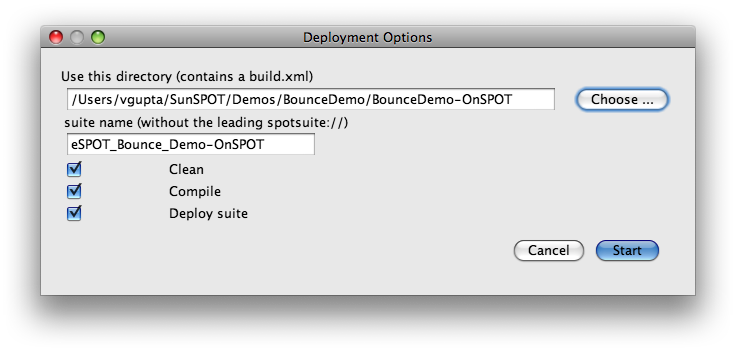 Deployment Options
Use this directory (contains a build.xml)
/Users/vgupta/SunSPOT/Demos/BounceDemo/BounceDemo-OnSPOT
Choose ...
suite name (without the leading spotsuite://)
eSPOT_Bounce_Demo-OnSPOT
Clean
Compile
Deploy suite
Cancel
Start